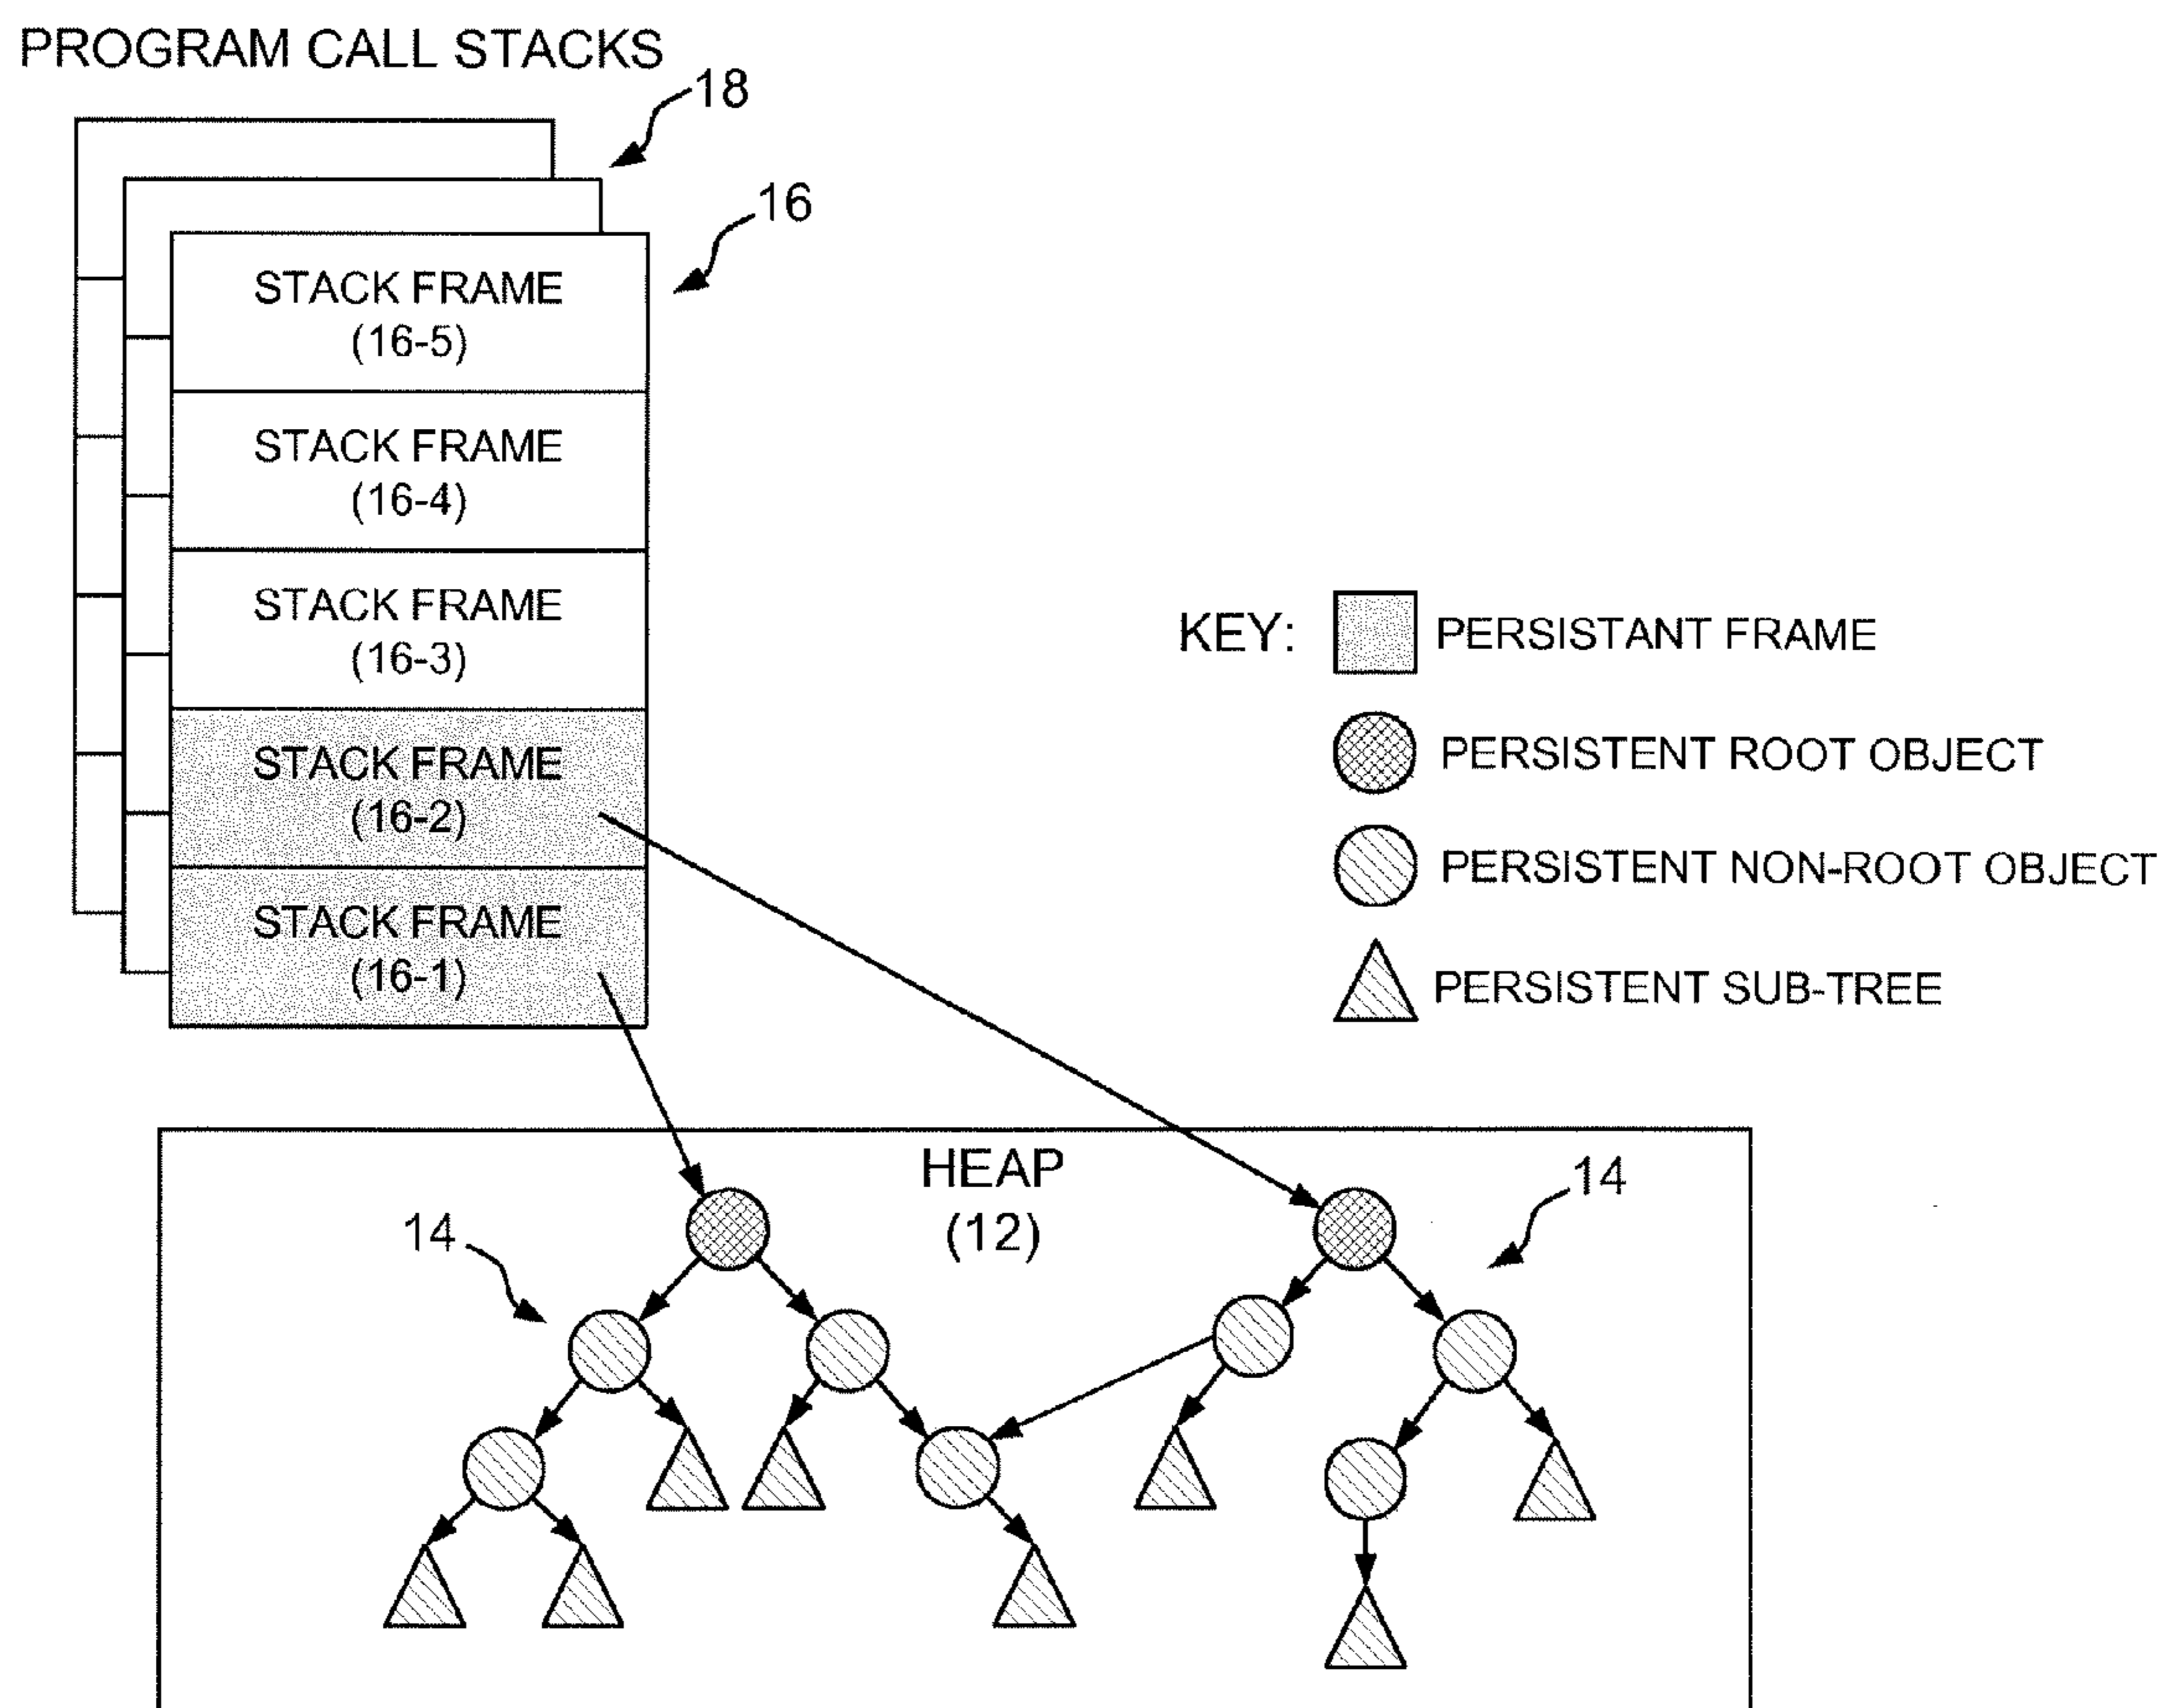 PROGRAM CALL STACKS
18
16
STACK FRAME
(16-5)
STACK FRAME
(16-4)
STACK FRAME
(16-3)
STACK FRAME
(16-2)
STACK FRAME
(16-1)
KEY:
PERSISTANT FRAME
PERSISTENT ROOT OBJECT
PERSISTENT NON-ROOT OBJECT
PERSISTENT SUB-TREE
HEAP
(12)
14
14